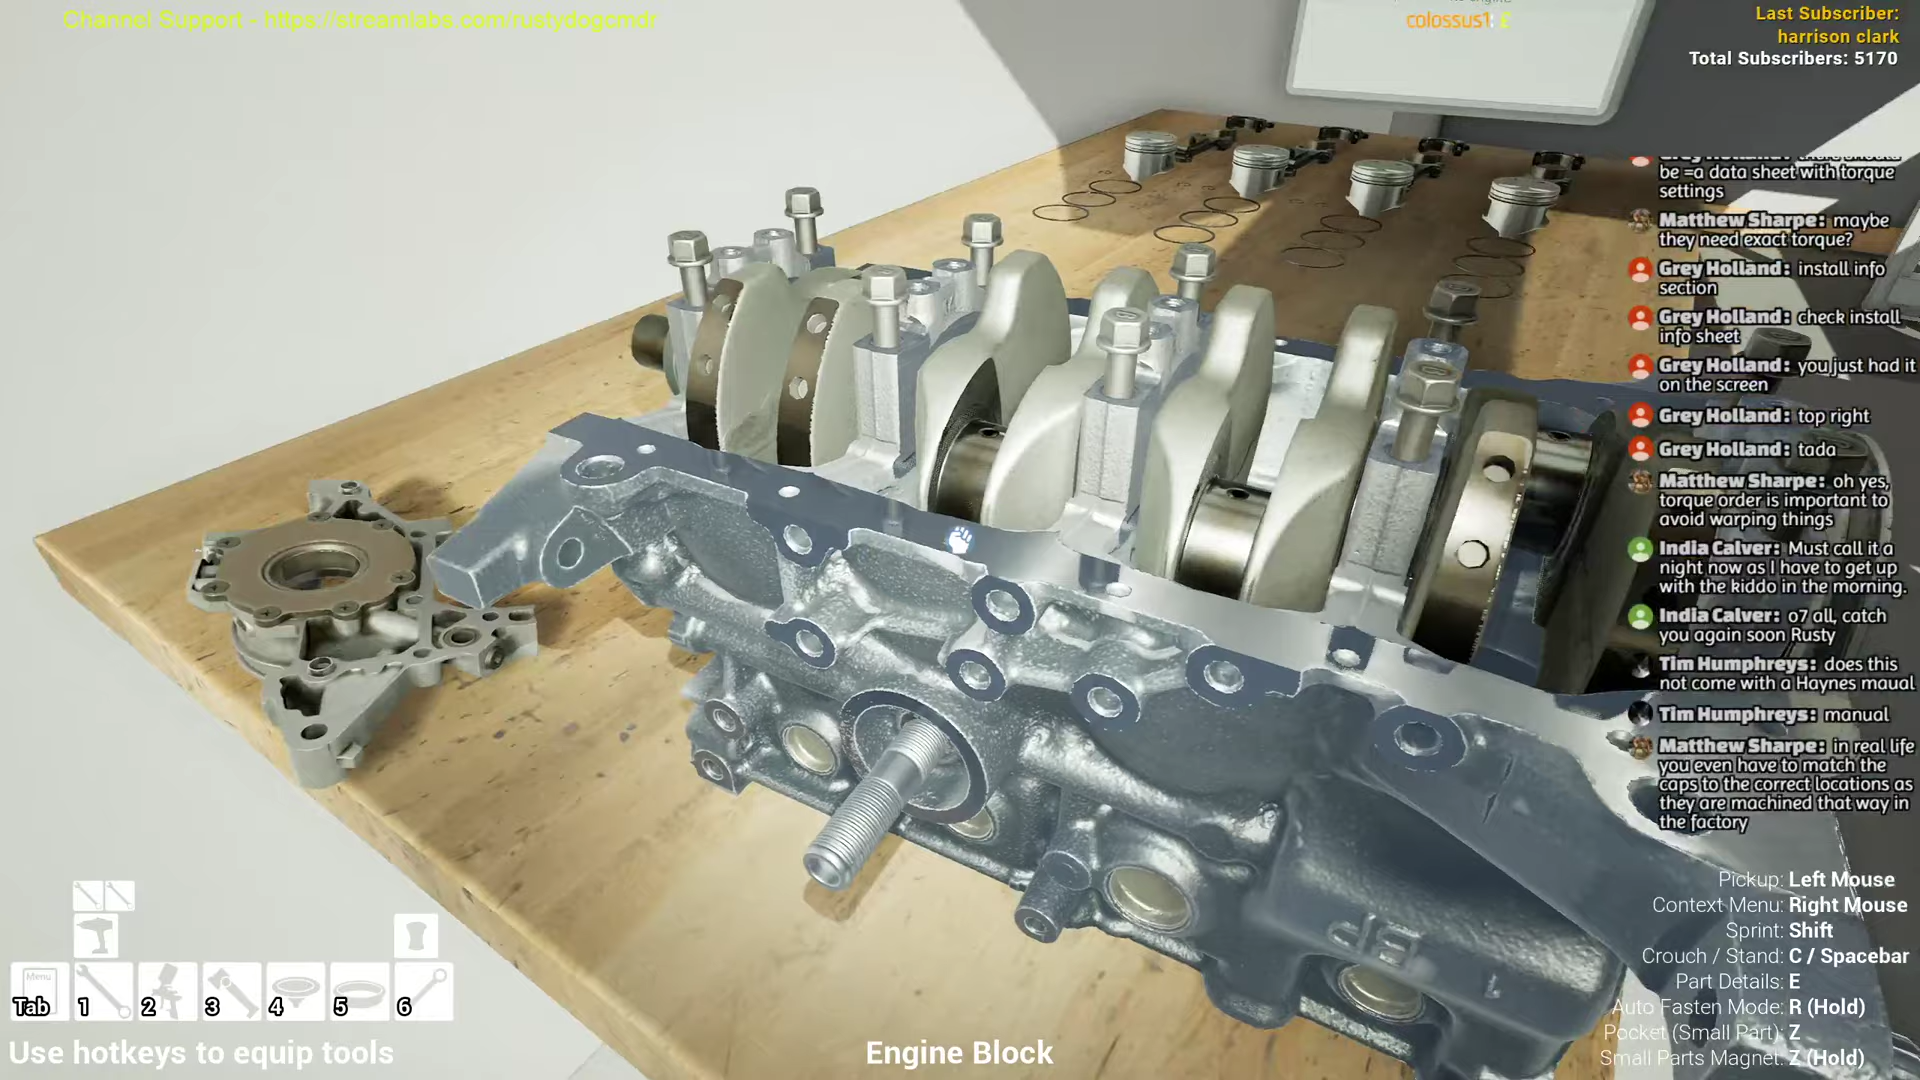 Channel Support - https://streamlabs.com/rustydogcmdr
colossus1: E
Last Subscriber:
harrison clark
Total Subscribers: 5170
be =a data sheet with torque
settings
Matthew Sharpe: maybe
they need exact torque?
Grey Holland: install info
section
Grey Holland: check install
info sheet
Grey Holland: you just had it
on the screen
Grey Holland: top right
Grey Holland: tada
Matthew Sharpe: oh yes,
torque order is important to
avoid warping things
India Calver: Must call it a
night now as I have to get up
with the kiddo in the morning.
India Calver: o7 all, catch
you again soon Rusty
Tim Humphreys: does this
not come with a Haynes maual
Tim Humphreys: manual
Matthew Sharpe: in real life
you even have to match the
caps to the correct locations as
they are machined that way in
the factory
Pickup: Left Mouse
Context Menu: Right Mouse
Sprint: Shift
Crouch / Stand: C / Spacebar
Part Details: E
Auto Fasten Mode: R (Hold)
Pocket (Small Part): Z
Small Parts Magnet: Z (Hold)
Menu
Tab 1 2 3 4 5 6
Use hotkeys to equip tools
Engine Block